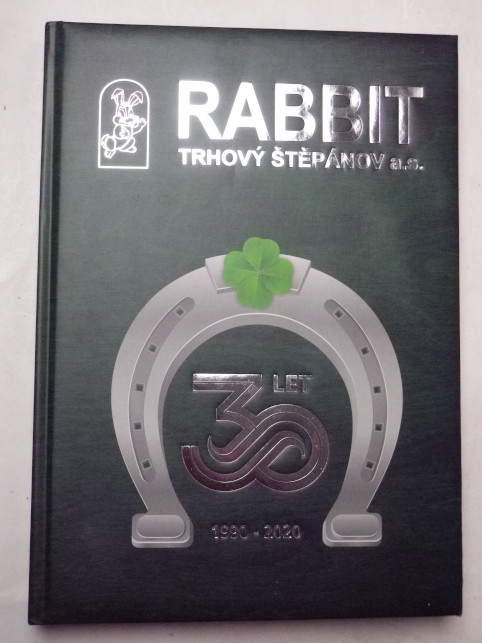 RABBIT
TRHOVÝ ŠTĚPÁNOV a.s.
30 LET
1990 - 2020